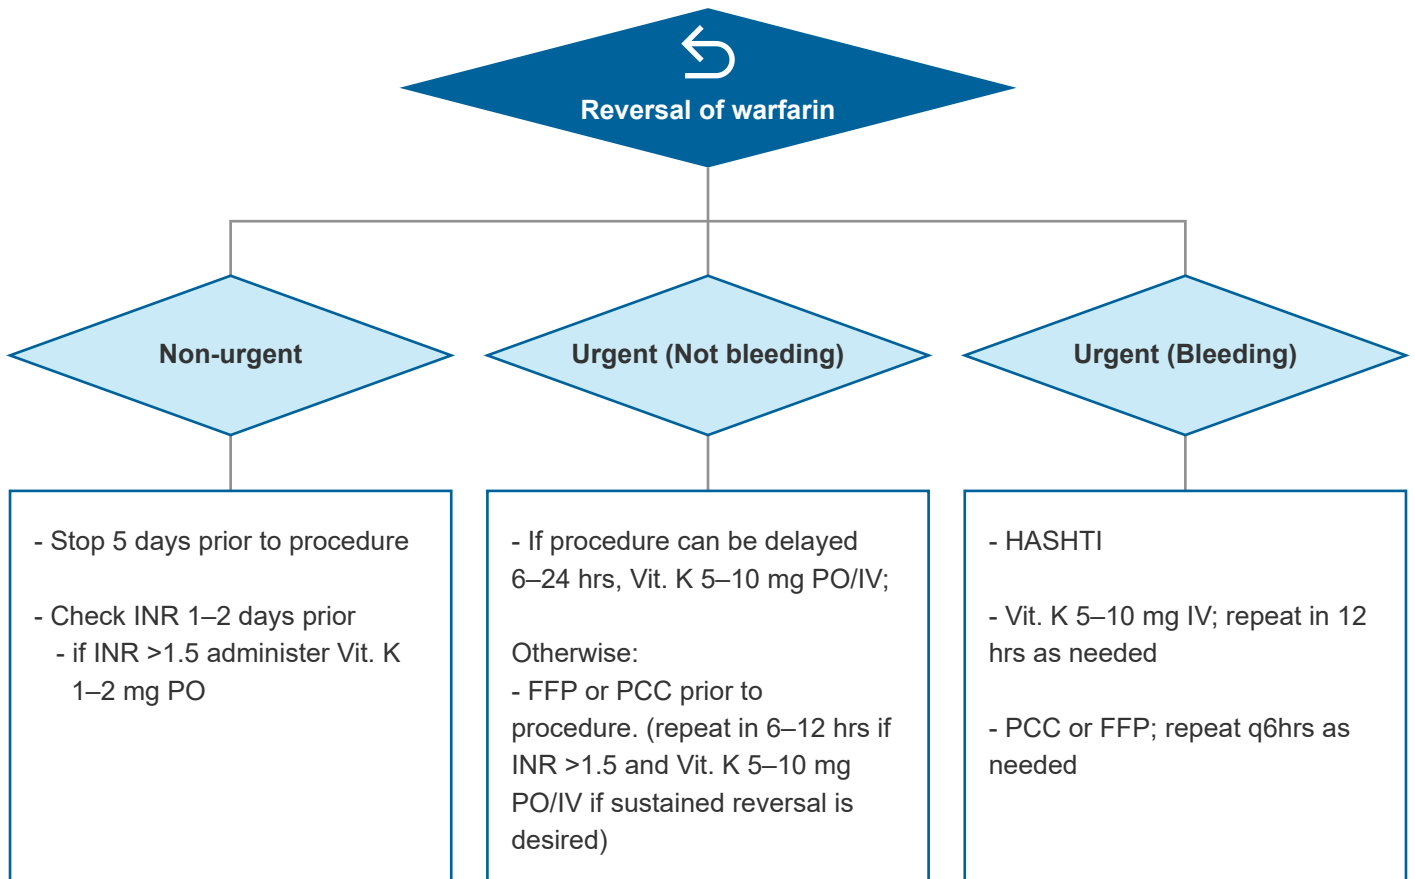 Reversal of warfarin
Non-urgent
Urgent (Not bleeding)
Urgent (Bleeding)
- Stop 5 days prior to procedure
- Check INR 1–2 days prior
- if INR >1.5 administer Vit. K
1–2 mg PO
- If procedure can be delayed
6–24 hrs, Vit. K 5–10 mg PO/IV;
Otherwise:
- FFP or PCC prior to
procedure. (repeat in 6–12 hrs if
INR >1.5 and Vit. K 5–10 mg
PO/IV if sustained reversal is
desired)
- HASHTI
- Vit. K 5–10 mg IV; repeat in 12
hrs as needed
- PCC or FFP; repeat q6hrs as
needed